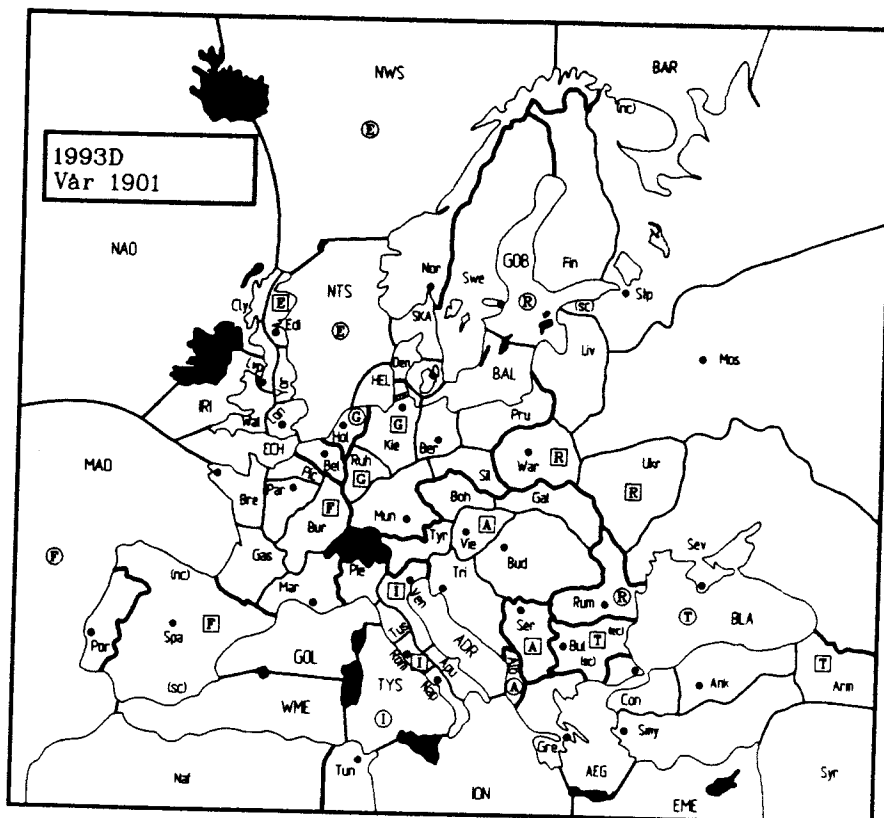 NWS
BAR
(nc)
E
1993D
Vår 1901
NAO
Nor
Swe
GOB
Fin
Stp
NTS
R
(sc)
Cly
E
Edl
E
SKA
Liv
Mos
Den
BAL
HEL
Yor
IRI
Wal
G
Hol
G
Kie
Ber
Pru
ECH
Bel
Ruh
War
R
Ukr
MAO
Pic
G
Sil
R
Bre
Par
Boh
Gal
Bur
F
Mun
Tyr
A
Vie
Sev
F
Gas
Bud
(nc)
Mar
Pie
I
Ven
Tri
Rum
R
T
BLA
Spa
F
Tus
ADR
Ser
Bul
T
(ec)
(sc)
Por
GOL
Rom
I
Apu
A
T
Arm
(sc)
TYS
Nap
A
Con
Ank
WME
I
Gre
Smy
Naf
Tun
AEG
Syr
ION
EME